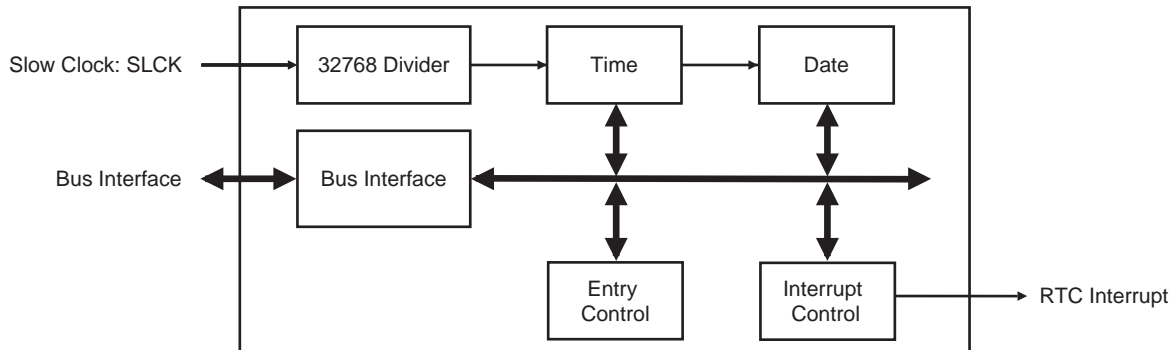 Slow Clock: SLCK
32768 Divider
Time
Date
Bus Interface
Bus Interface
Entry
Control
Interrupt
Control
RTC Interrupt